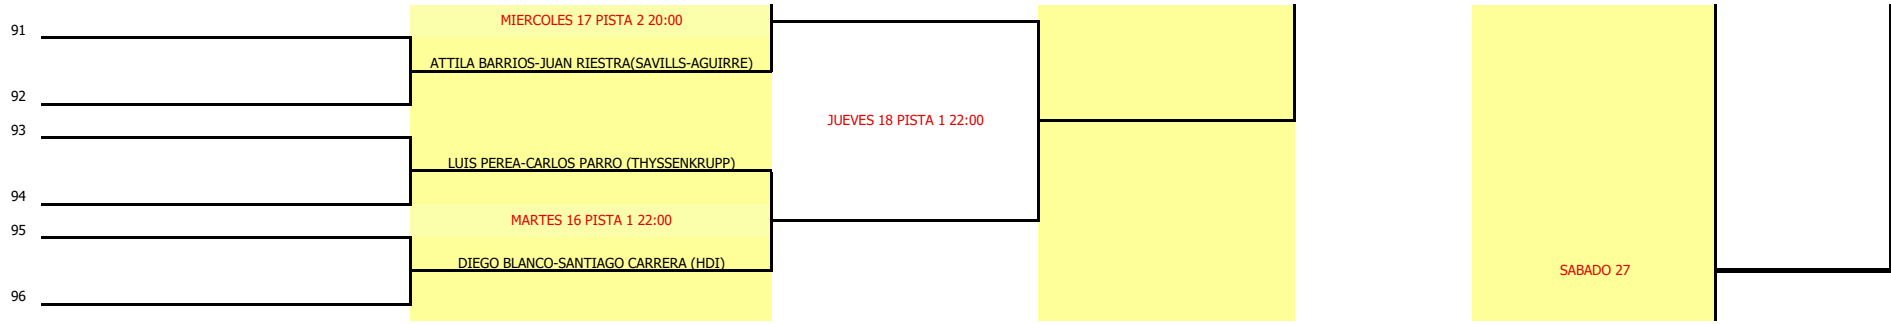 MIERCOLES 17 PISTA 2 20:00
91
ATTILA BARRIOS-JUAN RIESTRA(SAVILLS-AGUIRRE)
92
JUEVES 18 PISTA 1 22:00
93
LUIS PEREA-CARLOS PARRO (THYSSENKRUPP)
94
MARTES 16 PISTA 1 22:00
95
DIEGO BLANCO-SANTIAGO CARRERA (HDI)
SABADO 27
96